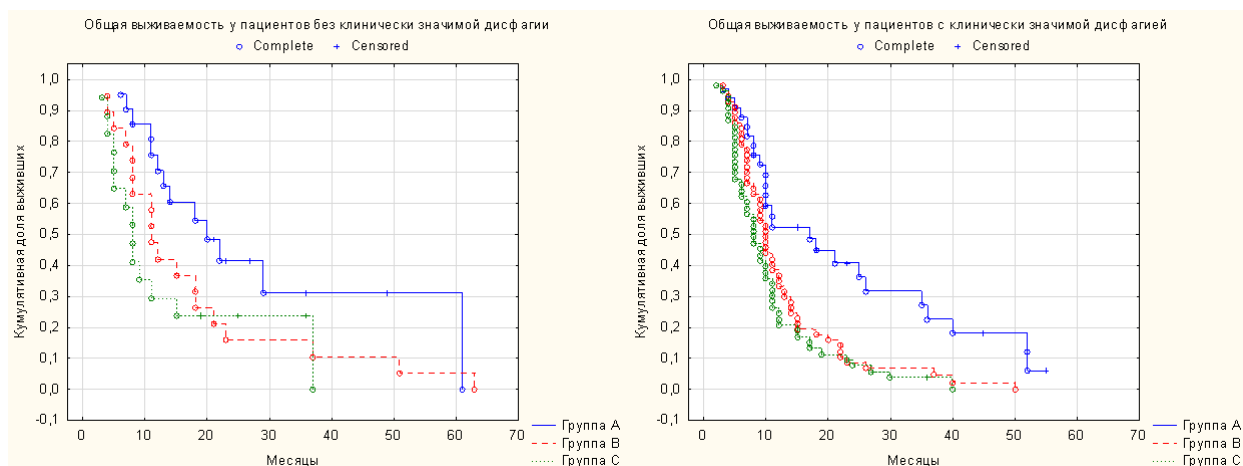 Общая выживаемость у пациентов без клинически значимой дисфагии
Complete Censored
1,0
0,9
0,8
0,7
0,6
0,5
0,4
0,3
0,2
0,1
0,0
-0,1
Кумулятивная доля выживших
0 10 20 30 40 50 60 70
Месяцы
Группа A
Группа B
Группа C
Общая выживаемость у пациентов с клинически значимой дисфагией
Complete Censored
1,0
0,9
0,8
0,7
0,6
0,5
0,4
0,3
0,2
0,1
0,0
-0,1
Кумулятивная доля выживших
0 10 20 30 40 50 60 70
Месяцы
Группа A
Группа B
Группа C